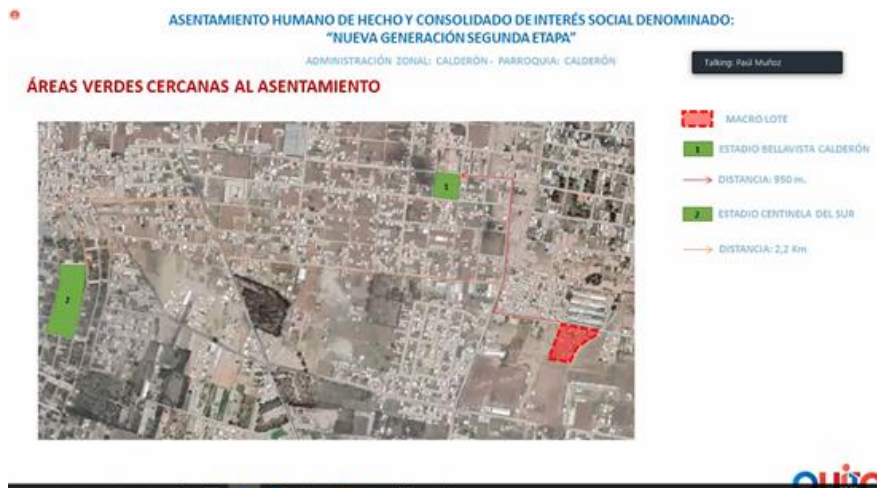 ASENTAMIENTO HUMANO DE HECHO Y CONSOLIDADO DE INTERÉS SOCIAL DENOMINADO:
“NUEVA GENERACIÓN SEGUNDA ETAPA”
ADMINISTRACIÓN ZONAL: CALDERÓN - PARROQUIA: CALDERÓN
Talking: Paúl Muñoz
ÁREAS VERDES CERCANAS AL ASENTAMIENTO
MACRO LOTE
1 ESTADIO BELLAVISTA CALDERÓN
DISTANCIA: 950 m.
2 ESTADIO CENTINELA DEL SUR
DISTANCIA: 2,2 Km
1
2
Quito